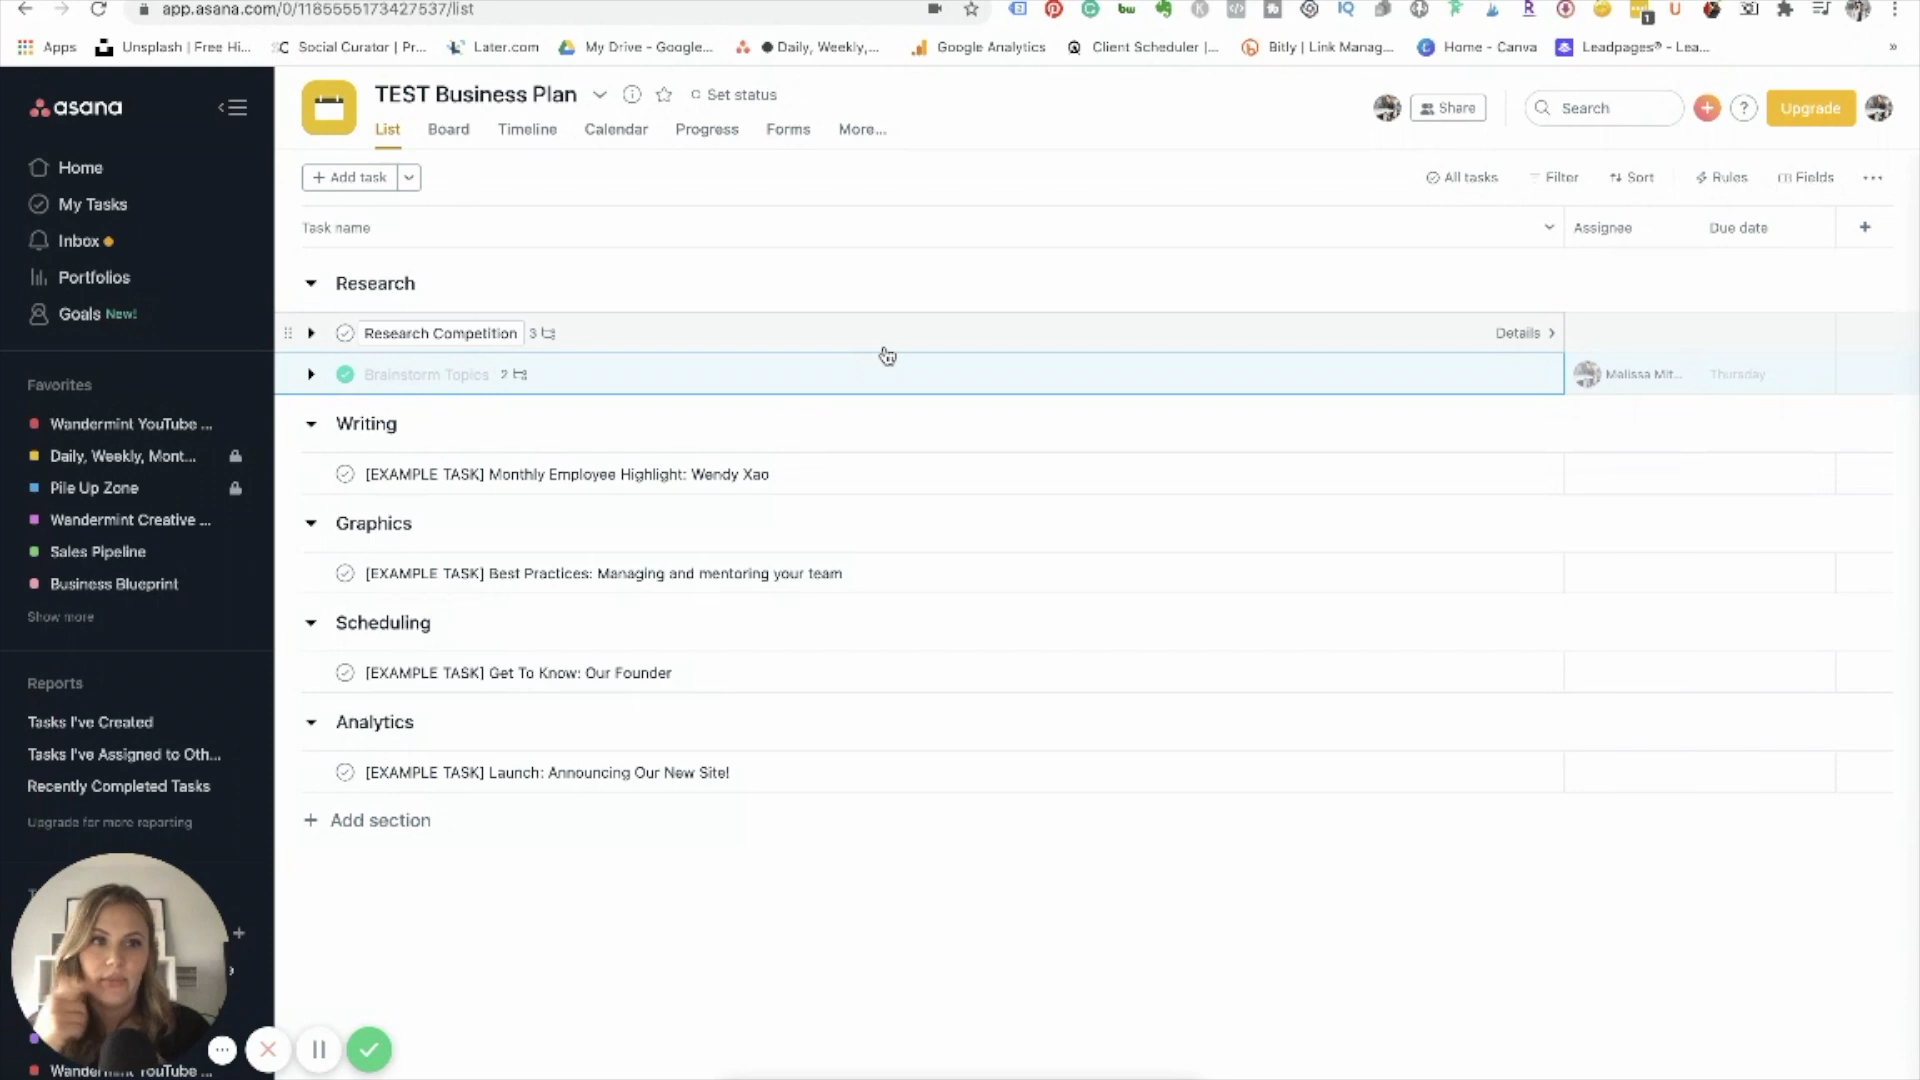 app.asana.com/0/1185555173427537/list
Apps
Unsplash | Free Hi...
Social Curator | Pr...
Later.com
My Drive - Google...
Daily, Weekly,...
Google Analytics
Client Scheduler |...
Bitly | Link Manag...
Home - Canva
Leadpages® - Lea...
»
asana
Home
My Tasks
Inbox
Portfolios
Goals New!
Favorites
Wandermint YouTube ...
Daily, Weekly, Mont...
Pile Up Zone
Wandermint Creative ...
Sales Pipeline
Business Blueprint
Show more
Reports
Tasks I've Created
Tasks I've Assigned to Oth...
Recently Completed Tasks
Upgrade for more reporting
TEST Business Plan
Set status
List Board Timeline Calendar Progress Forms More...
Share
Search
?
Upgrade
+ Add task
All tasks Filter Sort Rules Fields ...
Task name Assignee Due date +
Research
Research Competition 3 Details >
Brainstorm Topics 2 Malissa Mit... Thursday
Writing
[EXAMPLE TASK] Monthly Employee Highlight: Wendy Xao
Graphics
[EXAMPLE TASK] Best Practices: Managing and mentoring your team
Scheduling
[EXAMPLE TASK] Get To Know: Our Founder
Analytics
[EXAMPLE TASK] Launch: Announcing Our New Site!
+ Add section